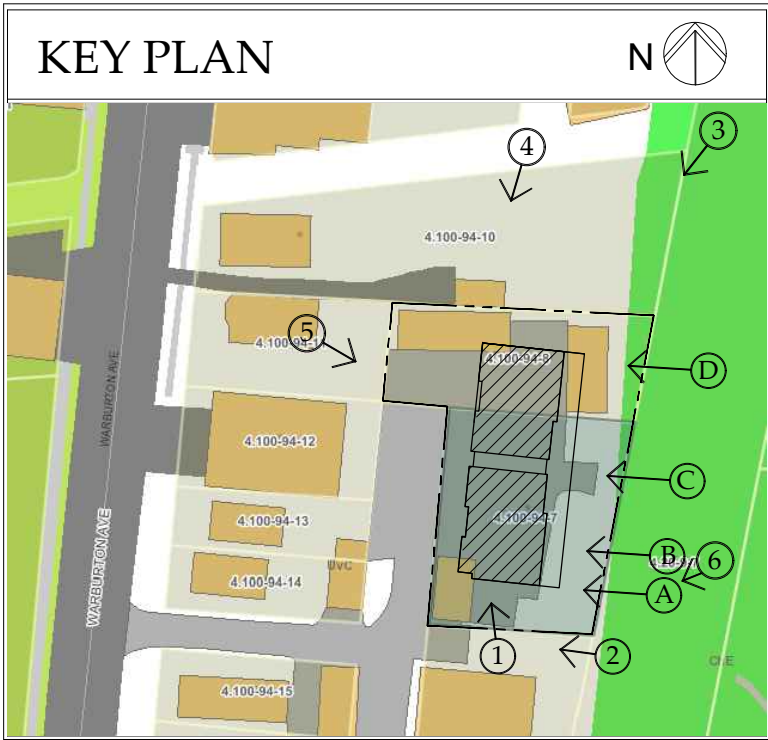 KEY PLAN
N
3
4
4.100-94-10
5
4.100-94-11
4.100-94-8
D
WARBURTON AVE
4.100-94-12
C
4.100-94-13
4.100-94-7
B
6
UVC
4.100-94-14
A
WARBURTON AVE
1
2
4.100-94-15